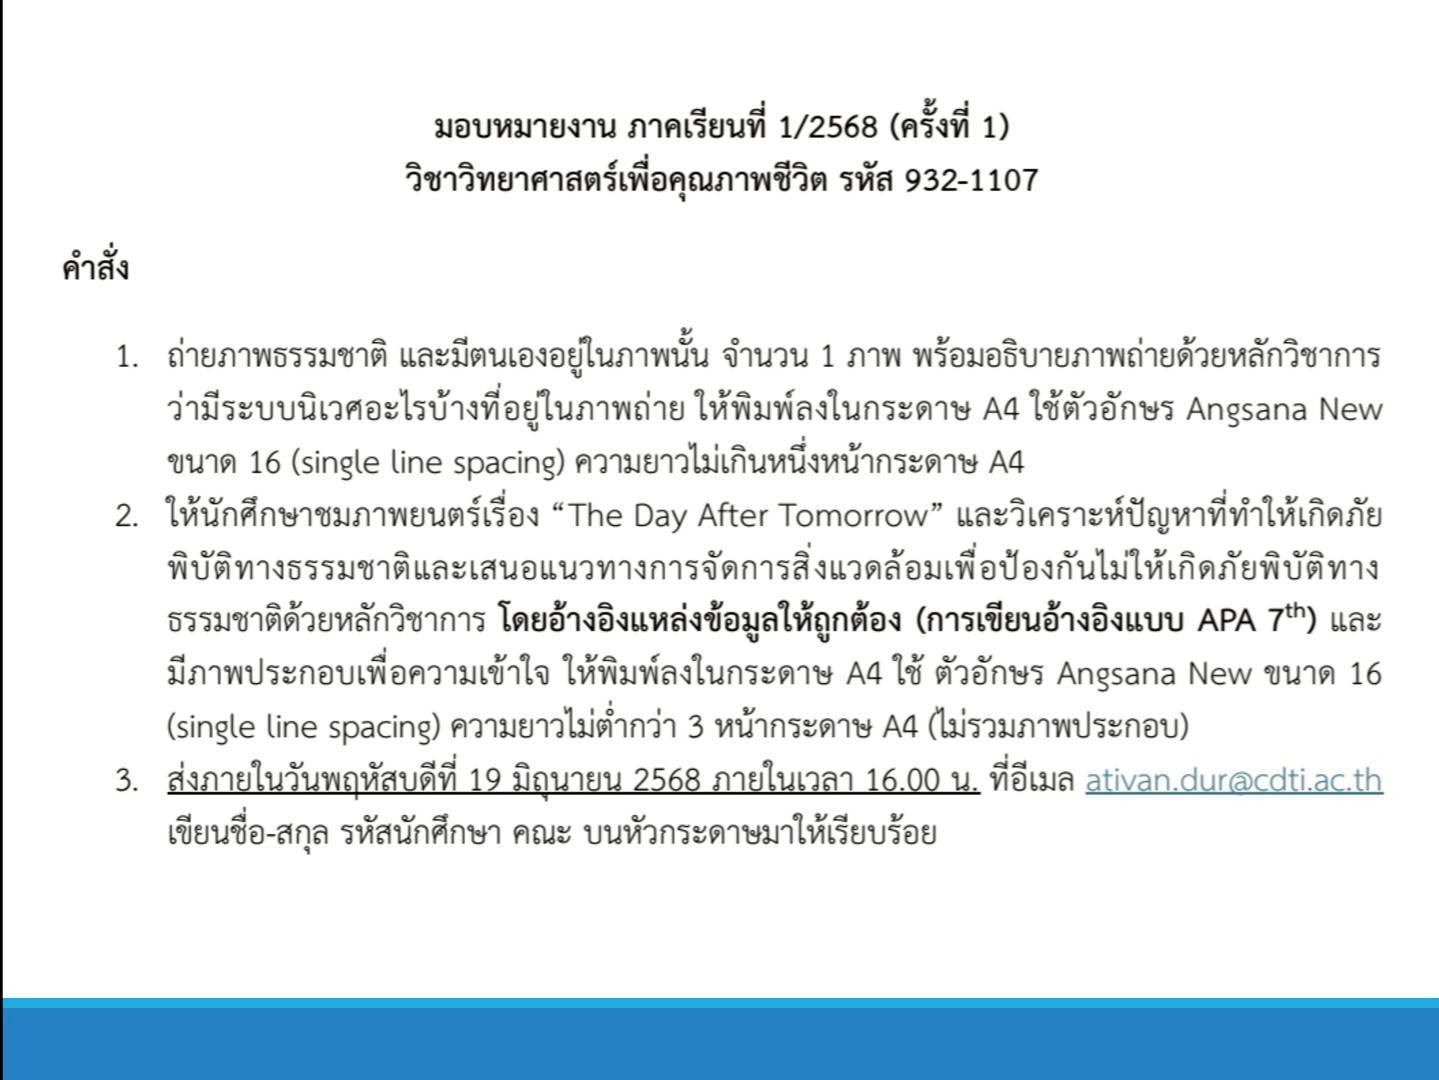 มอบหมายงาน ภาคเรียนที่ 1/2568 (ครั้งที่ 1)
วิชาวิทยาศาสตร์เพื่อคุณภาพชีวิต รหัส 932-1107
คำสั่ง
1. ถ่ายภาพธรรมชาติ และมีตนเองอยู่ในภาพนั้น จำนวน 1 ภาพ พร้อมอธิบายภาพถ่ายด้วยหลักวิชาการ
ว่ามีระบบนิเวศอะไรบ้างที่อยู่ในภาพถ่าย ให้พิมพ์ลงในกระดาษ A4 ใช้ตัวอักษร Angsana New
ขนาด 16 (single line spacing) ความยาวไม่เกินหนึ่งหน้ากระดาษ A4
2. ให้นักศึกษาชมภาพยนตร์เรื่อง “The Day After Tomorrow” และวิเคราะห์ปัญหาที่ทำให้เกิดภัย
พิบัติทางธรรมชาติและเสนอแนวทางการจัดการสิ่งแวดล้อมเพื่อป้องกันไม่ให้เกิดภัยพิบัติทาง
ธรรมชาติด้วยหลักวิชาการ โดยอ้างอิงแหล่งข้อมูลให้ถูกต้อง (การเขียนอ้างอิงแบบ APA 7th) และ
มีภาพประกอบเพื่อความเข้าใจ ให้พิมพ์ลงในกระดาษ A4 ใช้ ตัวอักษร Angsana New ขนาด 16
(single line spacing) ความยาวไม่ต่ำกว่า 3 หน้ากระดาษ A4 (ไม่รวมภาพประกอบ)
3. ส่งภายในวันพฤหัสบดีที่ 19 มิถุนายน 2568 ภายในเวลา 16.00 น. ที่อีเมล ativan.dur@cdti.ac.th
เขียนชื่อ-สกุล รหัสนักศึกษา คณะ บนหัวกระดาษมาให้เรียบร้อย